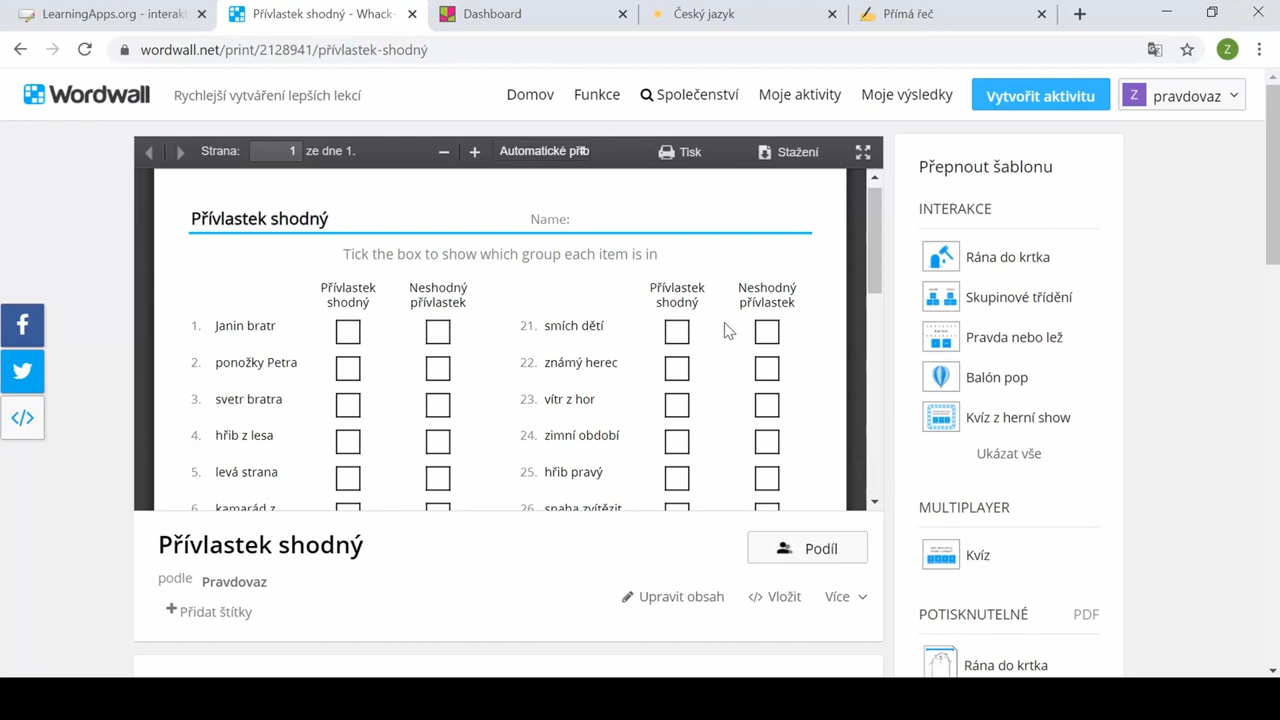 LearningApps.org - interak
Přívlastek shodný - Whack-
Dashboard
Český jazyk
Přímá řeč
wordwall.net/print/2128941/přívlastek-shodný
Z
Wordwall
Rychlejší vytváření lepších lekcí
Domov
Funkce
Společenství
Moje aktivity
Moje výsledky
Vytvořit aktivitu
Z pravdovaz
Strana: 1 ze dne 1.
Tisk
Stažení
Přívlastek shodný
Name:
Tick the box to show which group each item is in
Přívlastek shodný
Neshodný přívlastek
Přívlastek shodný
Neshodný přívlastek
1. Janin bratr
2. ponožky Petra
3. svetr bratra
4. hřib z lesa
5. levá strana
6. kamarád z
21. smích dětí
22. známý herec
23. vítr z hor
24. zimní období
25. hřib pravý
26. snaha zvítězit
Přívlastek shodný
podle Pravdovaz
Přidat štítky
Podíl
Upravit obsah
Vložit
Více
Přepnout šablonu
INTERAKCE
Rána do krtka
Skupinové třídění
Pravda nebo lež
Balón pop
Kvíz z herní show
Ukázat vše
MULTIPLAYER
Kvíz
POTISKNUTELNÉ
PDF
Rána do krtka